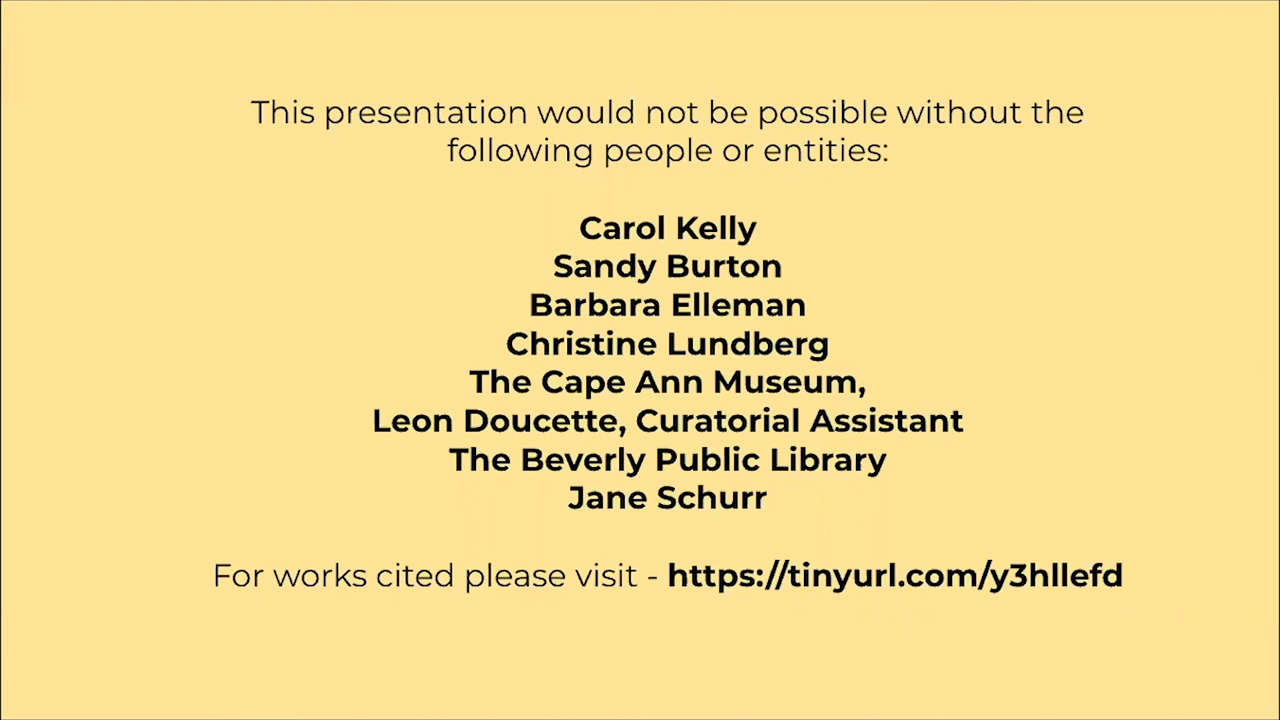 This presentation would not be possible without the
following people or entities:
Carol Kelly
Sandy Burton
Barbara Elleman
Christine Lundberg
The Cape Ann Museum,
Leon Doucette, Curatorial Assistant
The Beverly Public Library
Jane Schurr
For works cited please visit - https://tinyurl.com/y3hllefd